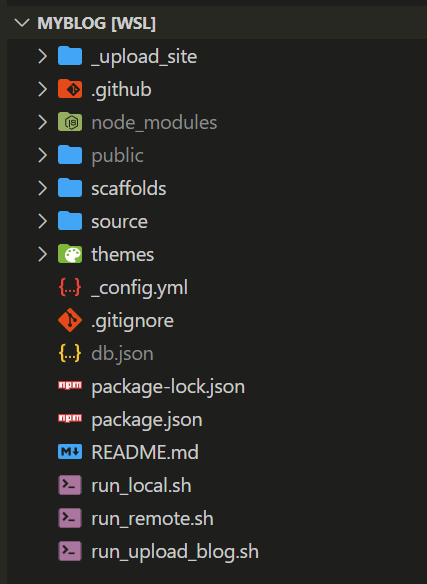 MYBLOG [WSL]
_upload_site
.github
node_modules
public
scaffolds
source
themes
_config.yml
.gitignore
db.json
package-lock.json
package.json
README.md
run_local.sh
run_remote.sh
run_upload_blog.sh